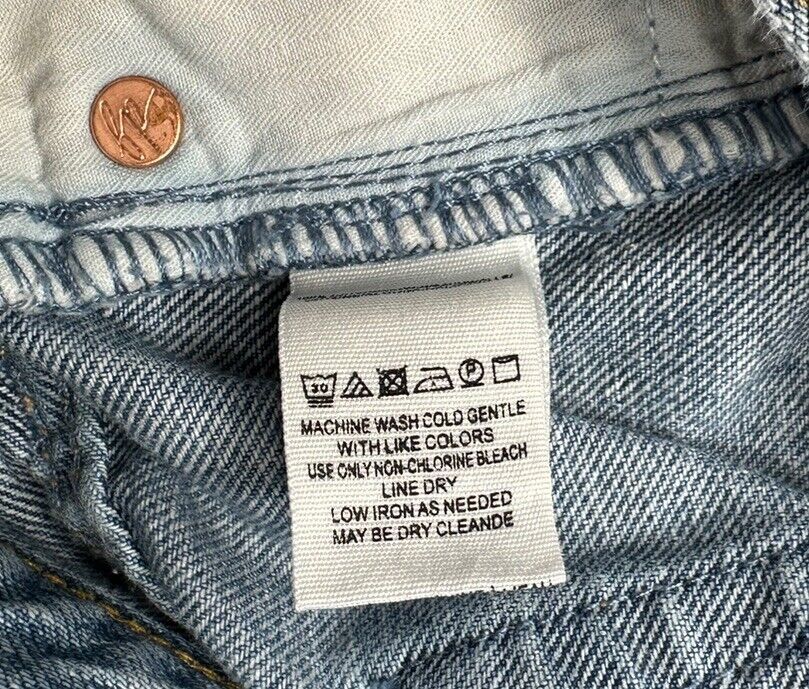 30
P
MACHINE WASH COLD GENTLE
WITH LIKE COLORS
USE ONLY NON-CHLORINE BLEACH
LINE DRY
LOW IRON AS NEEDED
MAY BE DRY CLEANDE